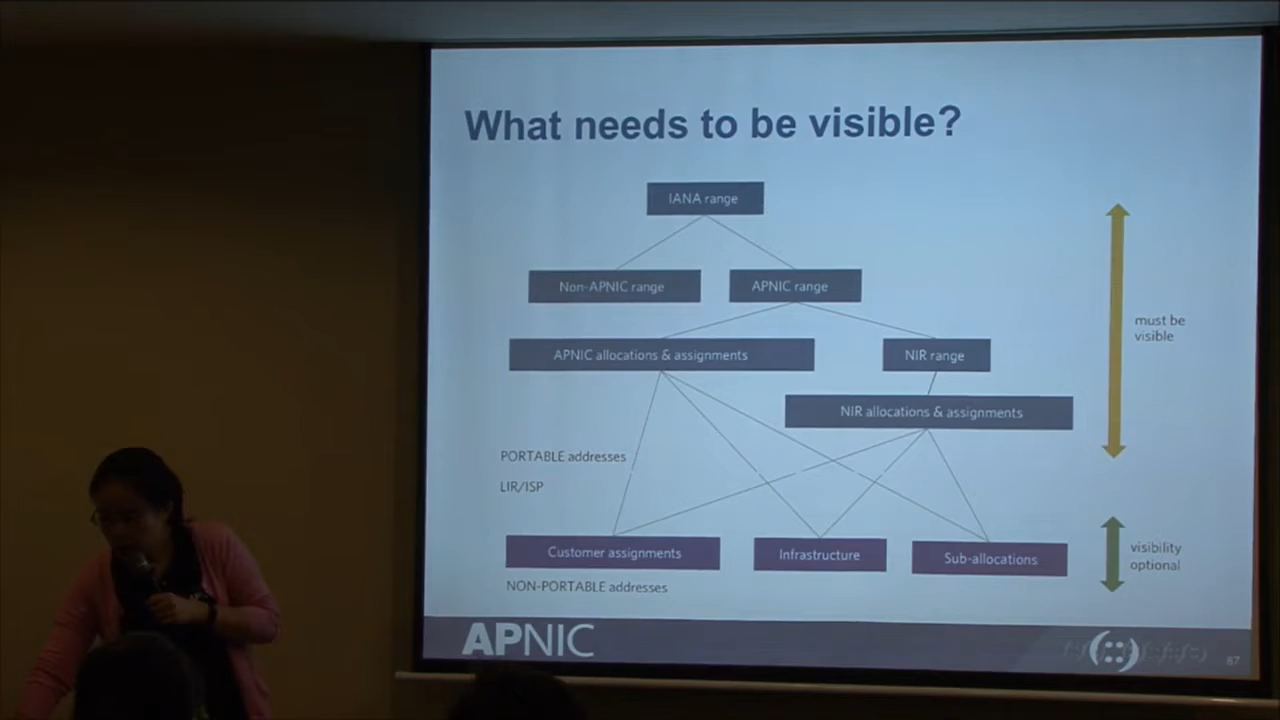 What needs to be visible?
IANA range
Non-APNIC range
APNIC range
APNIC allocations & assignments
NIR range
must be
visible
NIR allocations & assignments
PORTABLE addresses
LIR/ISP
Customer assignments
Infrastructure
Sub-allocations
visibility
optional
NON-PORTABLE addresses
APNIC
(::)
87